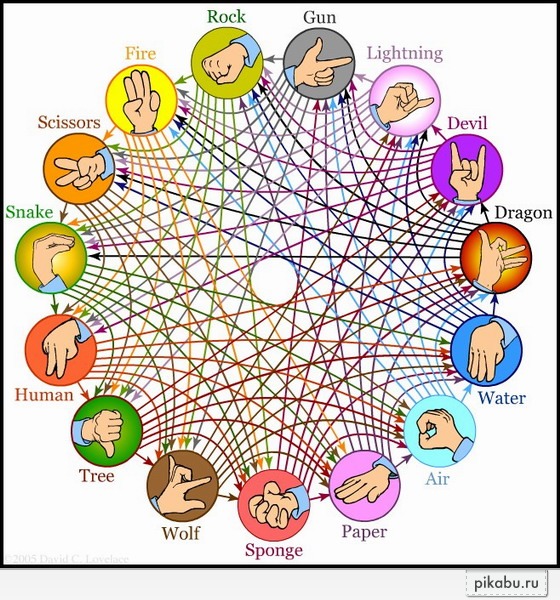 Rock
Gun
Fire
Lightning
Scissors
Devil
Snake
Dragon
Human
Water
Tree
Air
Wolf
Paper
Sponge
©2005 David C. Lovelace
pikabu.ru